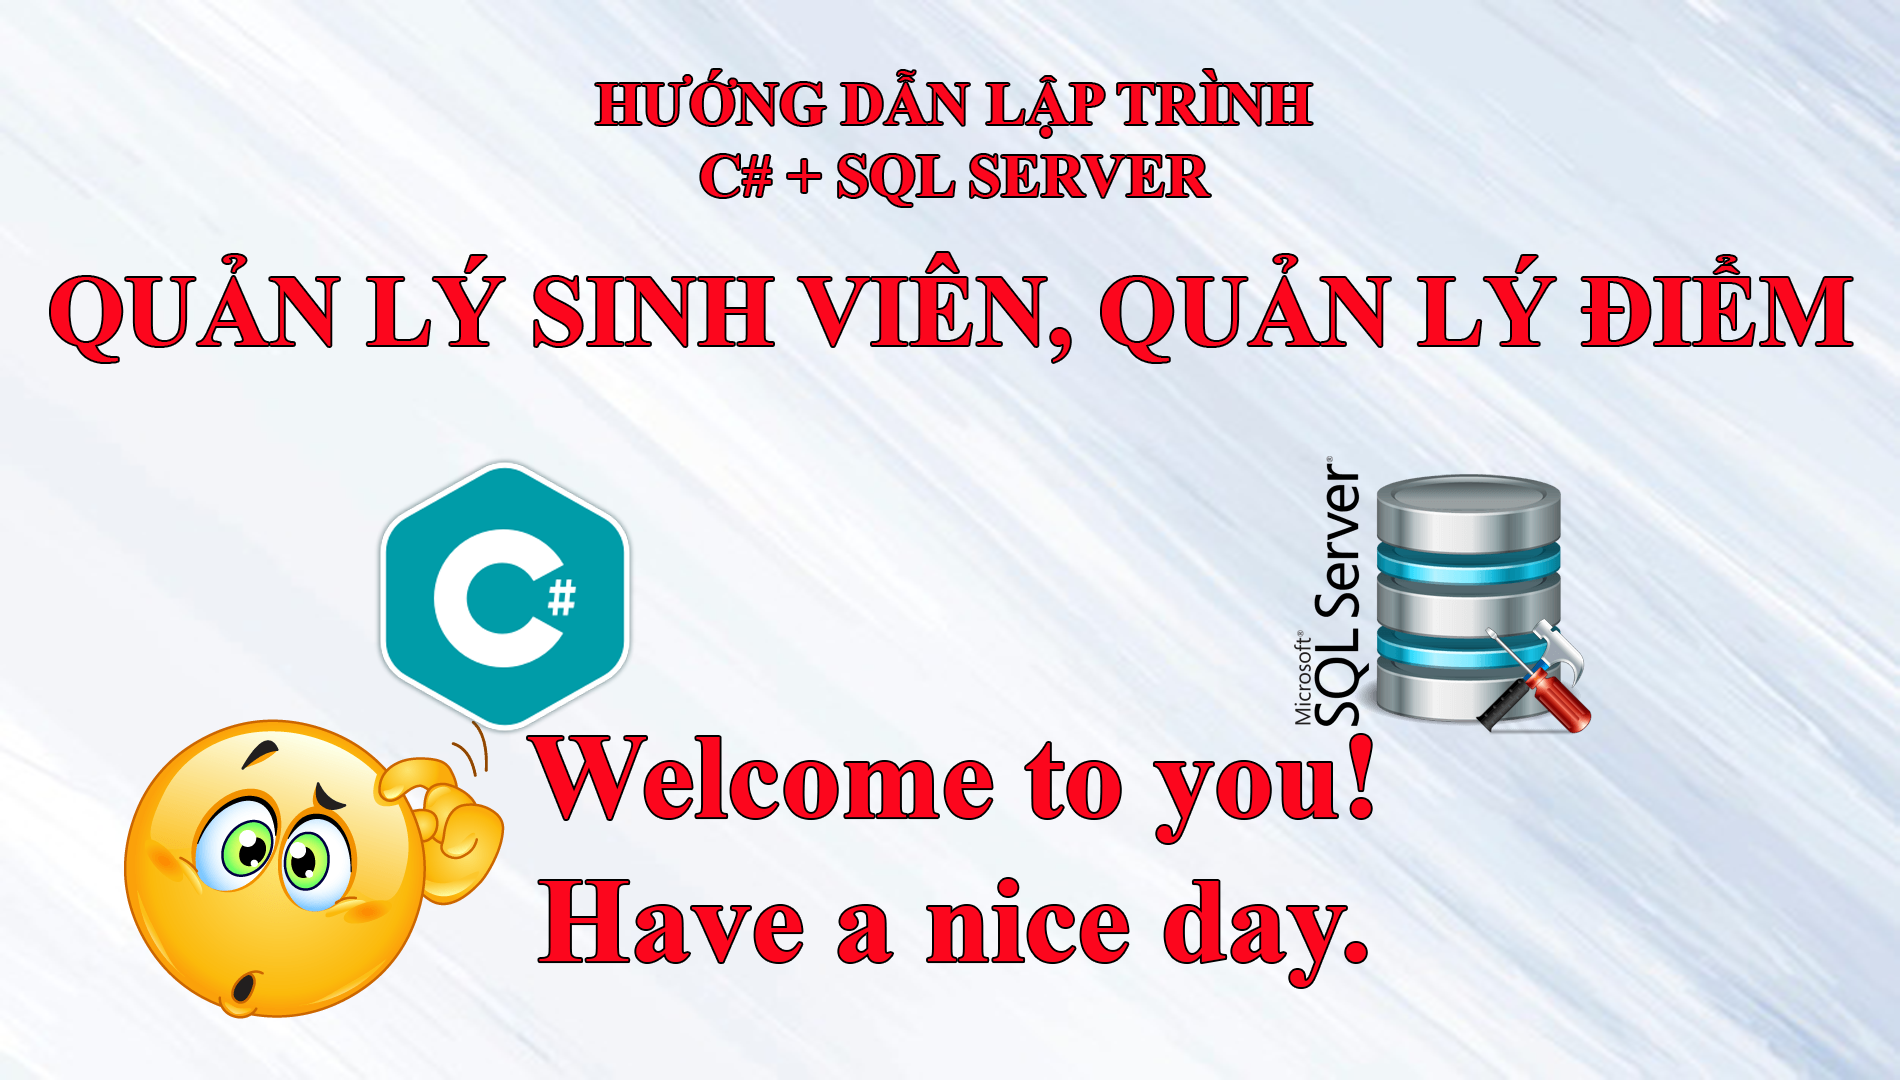 HƯỚNG DẪN LẬP TRÌNH
C# + SQL SERVER
QUẢN LÝ SINH VIÊN, QUẢN LÝ ĐIỂM
C#
Microsoft®
SQL Server®
Welcome to you!
Have a nice day.